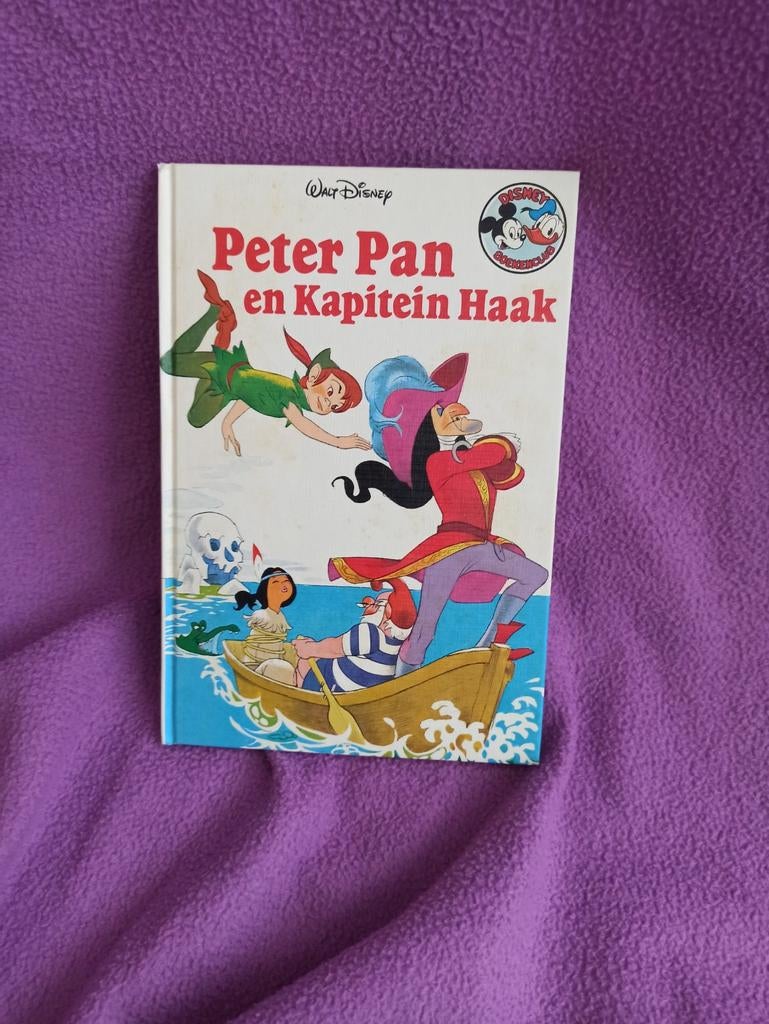 Walt Disney
DISNEY
BOEKENCLUB
Peter Pan
en Kapitein Haak